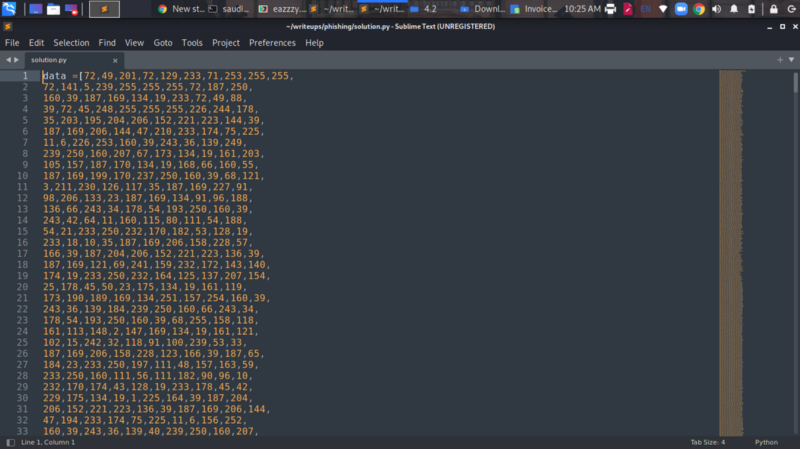 New st
saudi
eazzzy.
~/writ
~/writ
4.2
Downl
Invoice
10:25 AM
EN
~/writeups/phishing/solution.py - Sublime Text (UNREGISTERED)
File Edit Selection Find View Goto Tools Project Preferences Help
solution.py
1 data =[72,49,201,72,129,233,71,253,255,255,
2 72,141,5,239,255,255,255,72,187,250,
3 160,39,187,169,134,19,233,72,49,88,
4 39,72,45,248,255,255,255,226,244,178,
5 35,203,195,204,206,152,221,223,144,39,
6 187,169,206,144,47,210,233,174,75,225,
7 11,6,226,253,160,39,243,36,139,249,
8 239,250,160,207,67,173,134,19,161,203,
9 105,157,187,170,134,19,168,66,160,55,
10 187,169,199,170,237,250,160,39,68,121,
11 3,211,230,126,117,35,187,169,227,91,
12 98,206,133,23,187,169,134,91,96,188,
13 136,66,243,34,178,54,193,250,160,39,
14 243,42,64,11,160,115,80,111,54,188,
15 54,21,233,250,232,170,182,53,128,19,
16 233,18,10,35,187,169,206,158,228,57,
17 166,39,187,204,206,152,221,223,136,39,
18 187,169,121,69,241,159,232,172,143,140,
19 174,19,233,250,232,164,125,137,207,154,
20 25,178,45,50,23,175,134,19,161,119,
21 173,190,189,169,134,251,157,254,160,39,
22 243,36,139,184,239,250,160,66,243,34,
23 178,54,193,250,160,39,68,255,158,118,
24 161,113,148,2,147,169,134,19,161,121,
25 102,15,242,32,118,91,100,239,53,33,
26 187,169,206,158,228,123,166,39,187,65,
27 184,23,233,250,197,111,48,157,163,59,
28 233,250,160,111,56,111,182,90,96,10,
29 232,170,174,43,128,19,233,178,45,42,
30 229,175,134,19,1,225,164,39,187,204,
31 206,152,221,223,136,39,187,169,206,144,
32 47,194,233,174,75,225,11,6,156,252,
33 160,39,243,36,139,40,239,250,160,207,
Line 1, Column 1
Tab Size: 4
Python